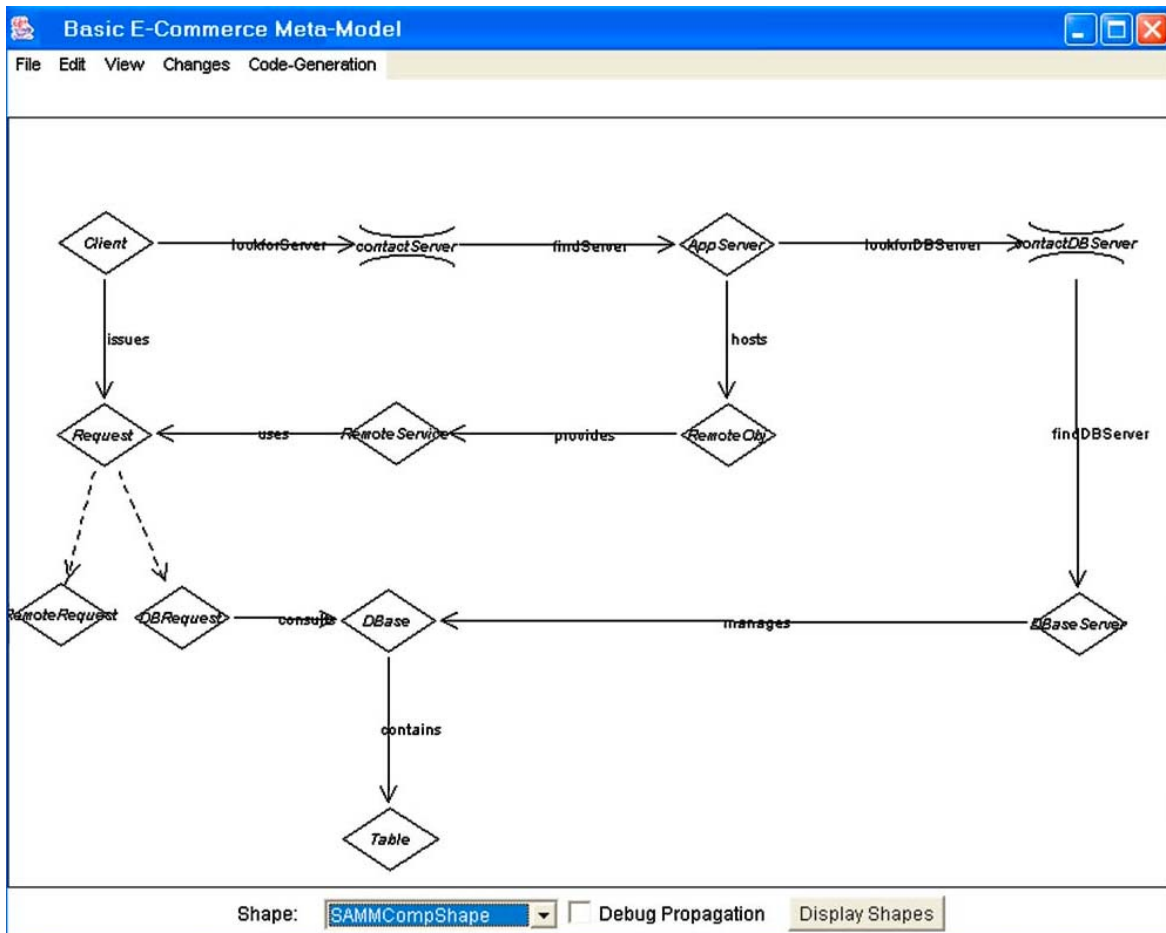 Basic E-Commerce Meta-Model
File Edit View Changes Code-Generation
Client lookforServer contactServer findServer AppServer lookforDBServer contactDBServer
issues hosts
Request uses RemoteService provides RemoteObj findDBServer
RemoteRequest DBRequest consults DBase manages DBaseServer
contains
Table
Shape: SAMMCompShape Debug Propagation Display Shapes